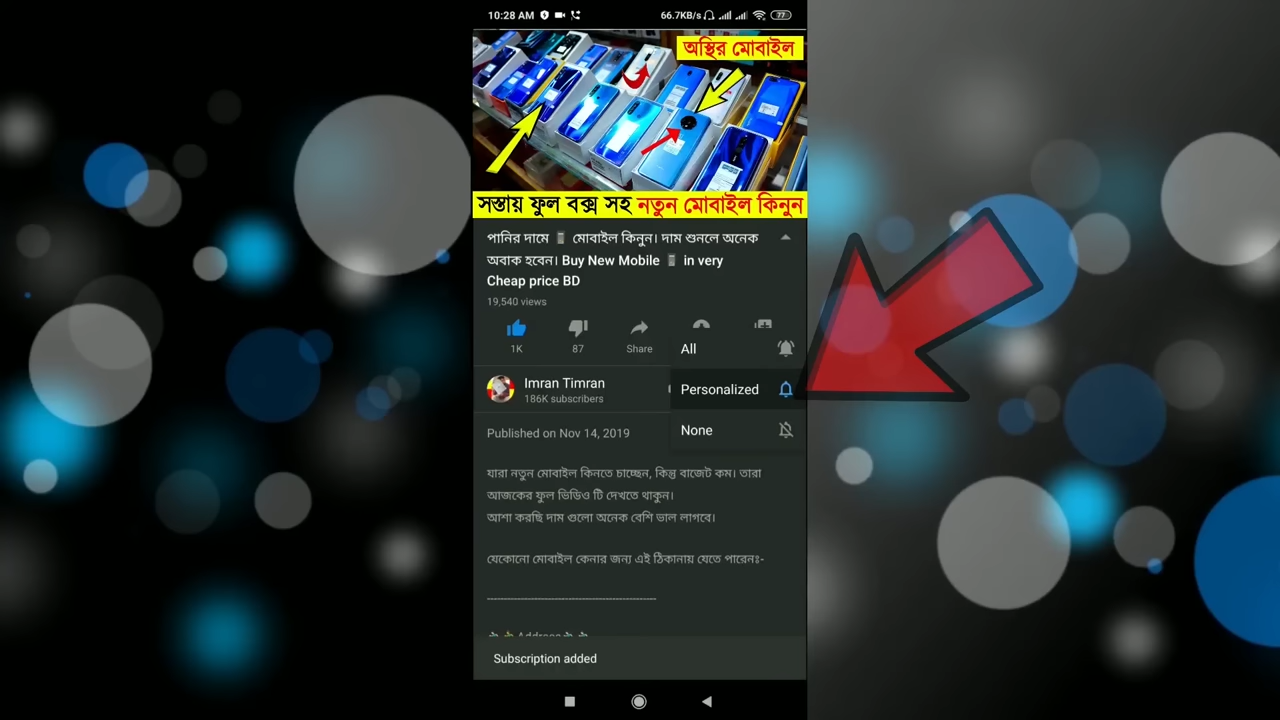 10:28 AM
66.7KB/s
77
অস্থির মোবাইল
সস্তায় ফুল বক্স সহ নতুন মোবাইল কিনুন
পানির দামে 📱 মোবাইল কিনুন। দাম শুনলে অনেক
অবাক হবেন। Buy New Mobile 📱 in very
Cheap price BD
19,540 views
1K
87
Share
All
Imran Timran
186K subscribers
Personalized
None
Published on Nov 14, 2019
যারা নতুন মোবাইল কিনতে চাচ্ছেন, কিন্তু বাজেট কম। তারা
আজকের ফুল ভিডিও টি দেখতে থাকুন।
আশা করছি দাম গুলো অনেক বেশি ভাল লাগবে।
যেকোনো মোবাইল কেনার জন্য এই ঠিকানায় যেতে পারেনঃ-
------------------------------------------------
Address
Subscription added